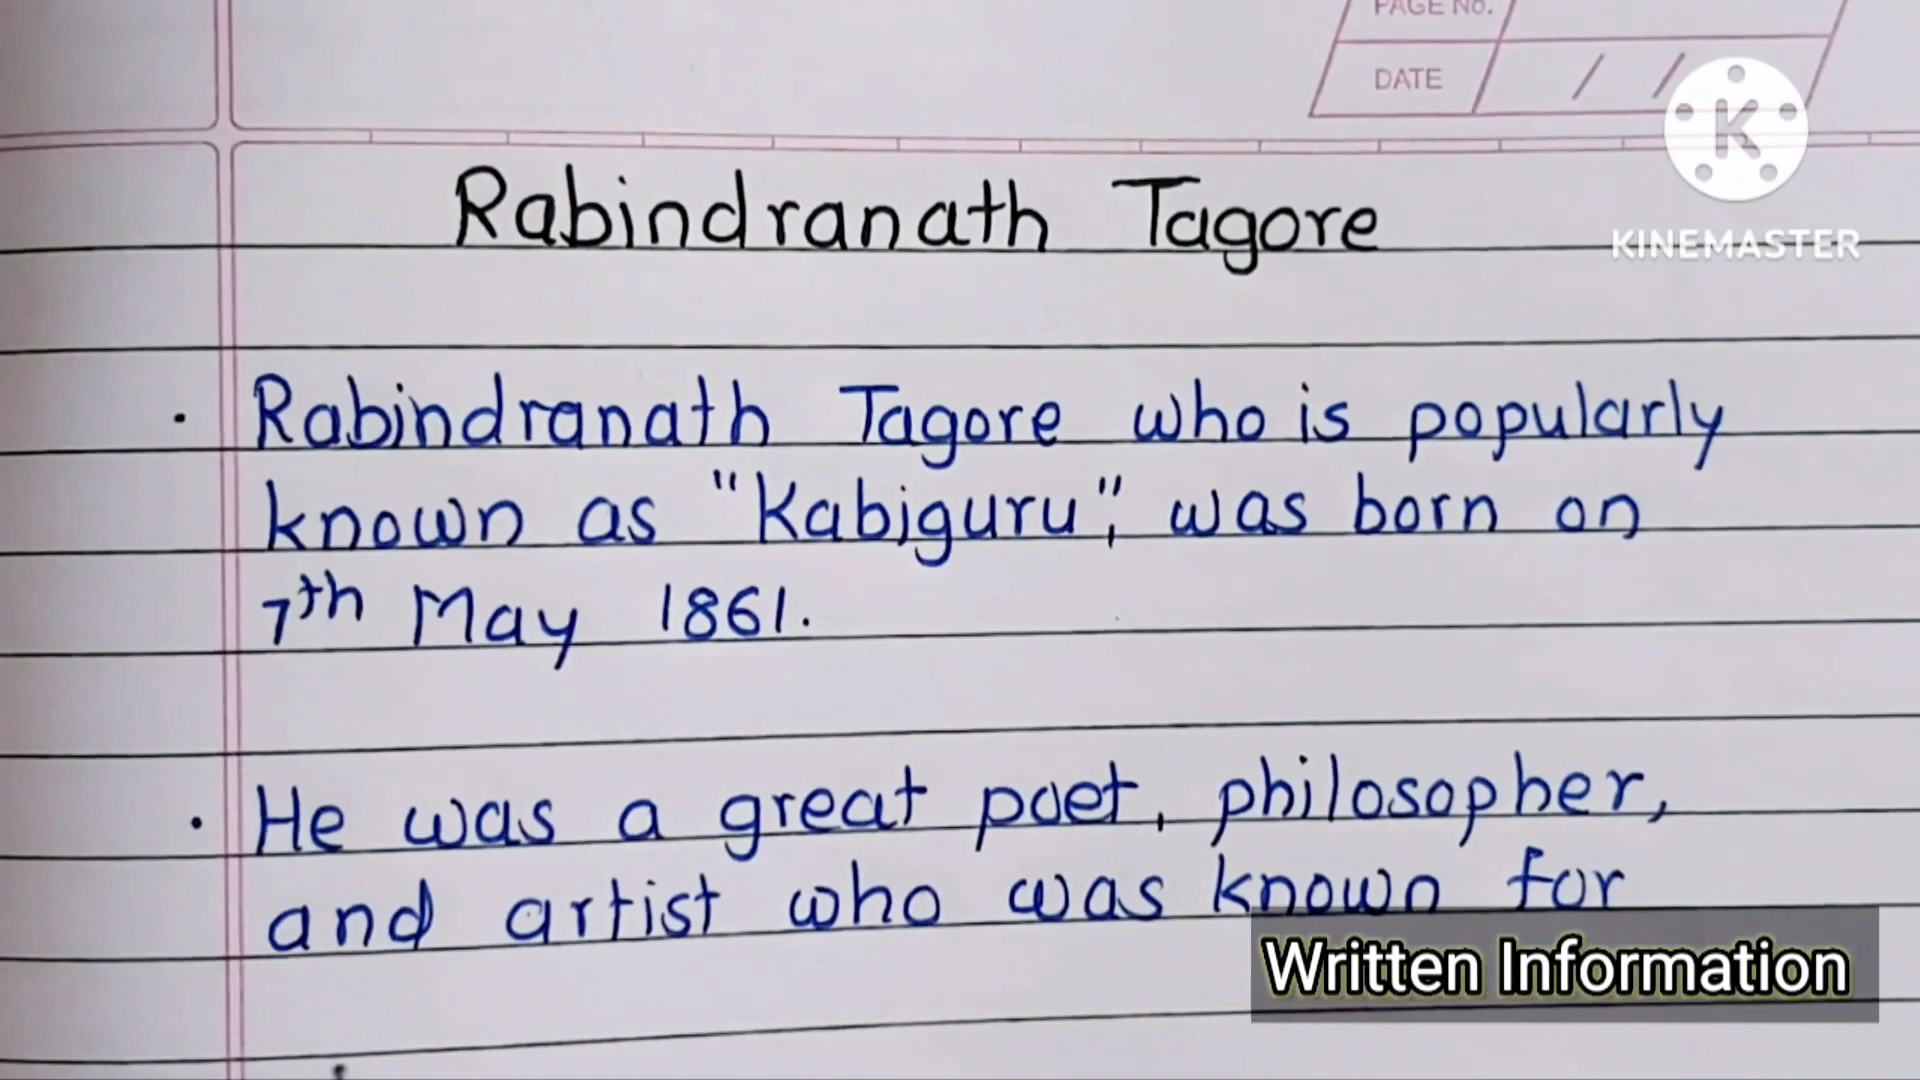 PAGE No.
DATE / /
KINEMASTER
Rabindranath Tagore
• Rabindranath Tagore who is popularly
known as "Kabiguru", was born on
7th May 1861.
• He was a great poet, philosopher,
and artist who was known for
Written Information